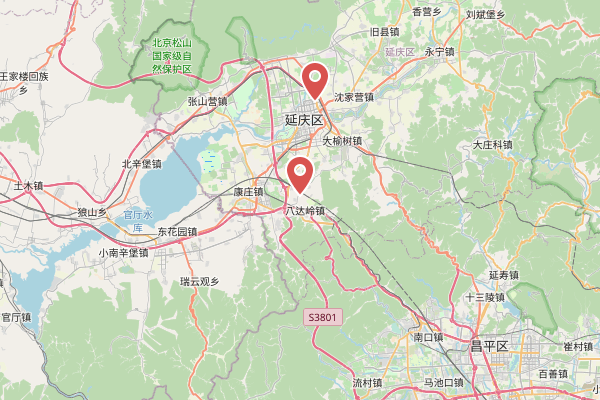 香营乡
刘斌堡乡
旧县镇
延庆区
永宁镇
北京松山
国家级自
然保护区
王家楼回族
乡
张山营镇
沈家营镇
延庆区
大榆树镇
大庄科镇
北辛堡镇
土木镇
康庄镇
狼山乡
官厅水
库
八达岭镇
东花园镇
小南辛堡镇
瑞云观乡
延寿镇
十三陵镇
官厅镇
S3801
南口镇
昌平区
崔村镇
百善镇
流村镇
马池口镇